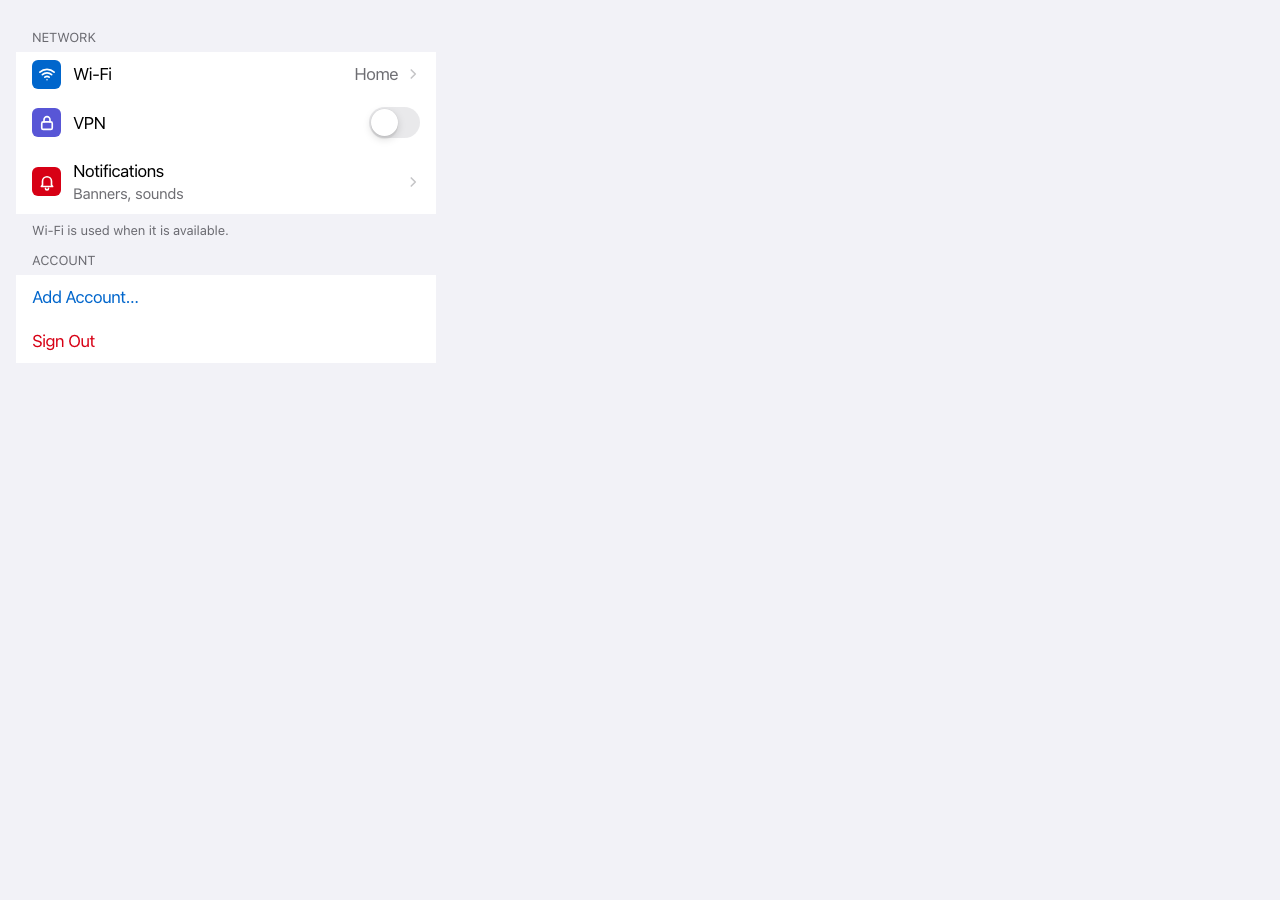 NETWORK
Wi-Fi Home
VPN
Notifications
Banners, sounds
Wi-Fi is used when it is available.
ACCOUNT
Add Account...
Sign Out